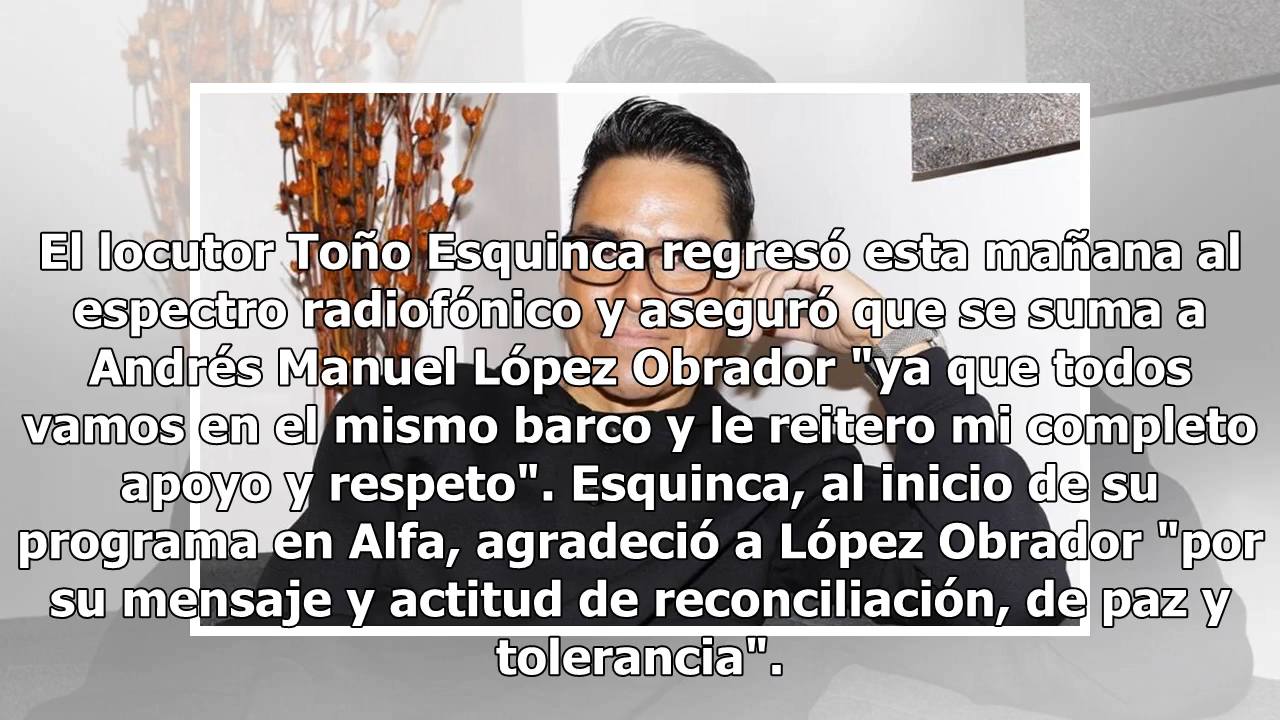 El locutor Toño Esquinca regresó esta mañana al
espectro radiofónico y aseguró que se suma a
Andrés Manuel López Obrador "ya que todos
vamos en el mismo barco y le reitero mi completo
apoyo y respeto". Esquinca, al inicio de su
programa en Alfa, agradeció a López Obrador "por
su mensaje y actitud de reconciliación, de paz y
tolerancia".